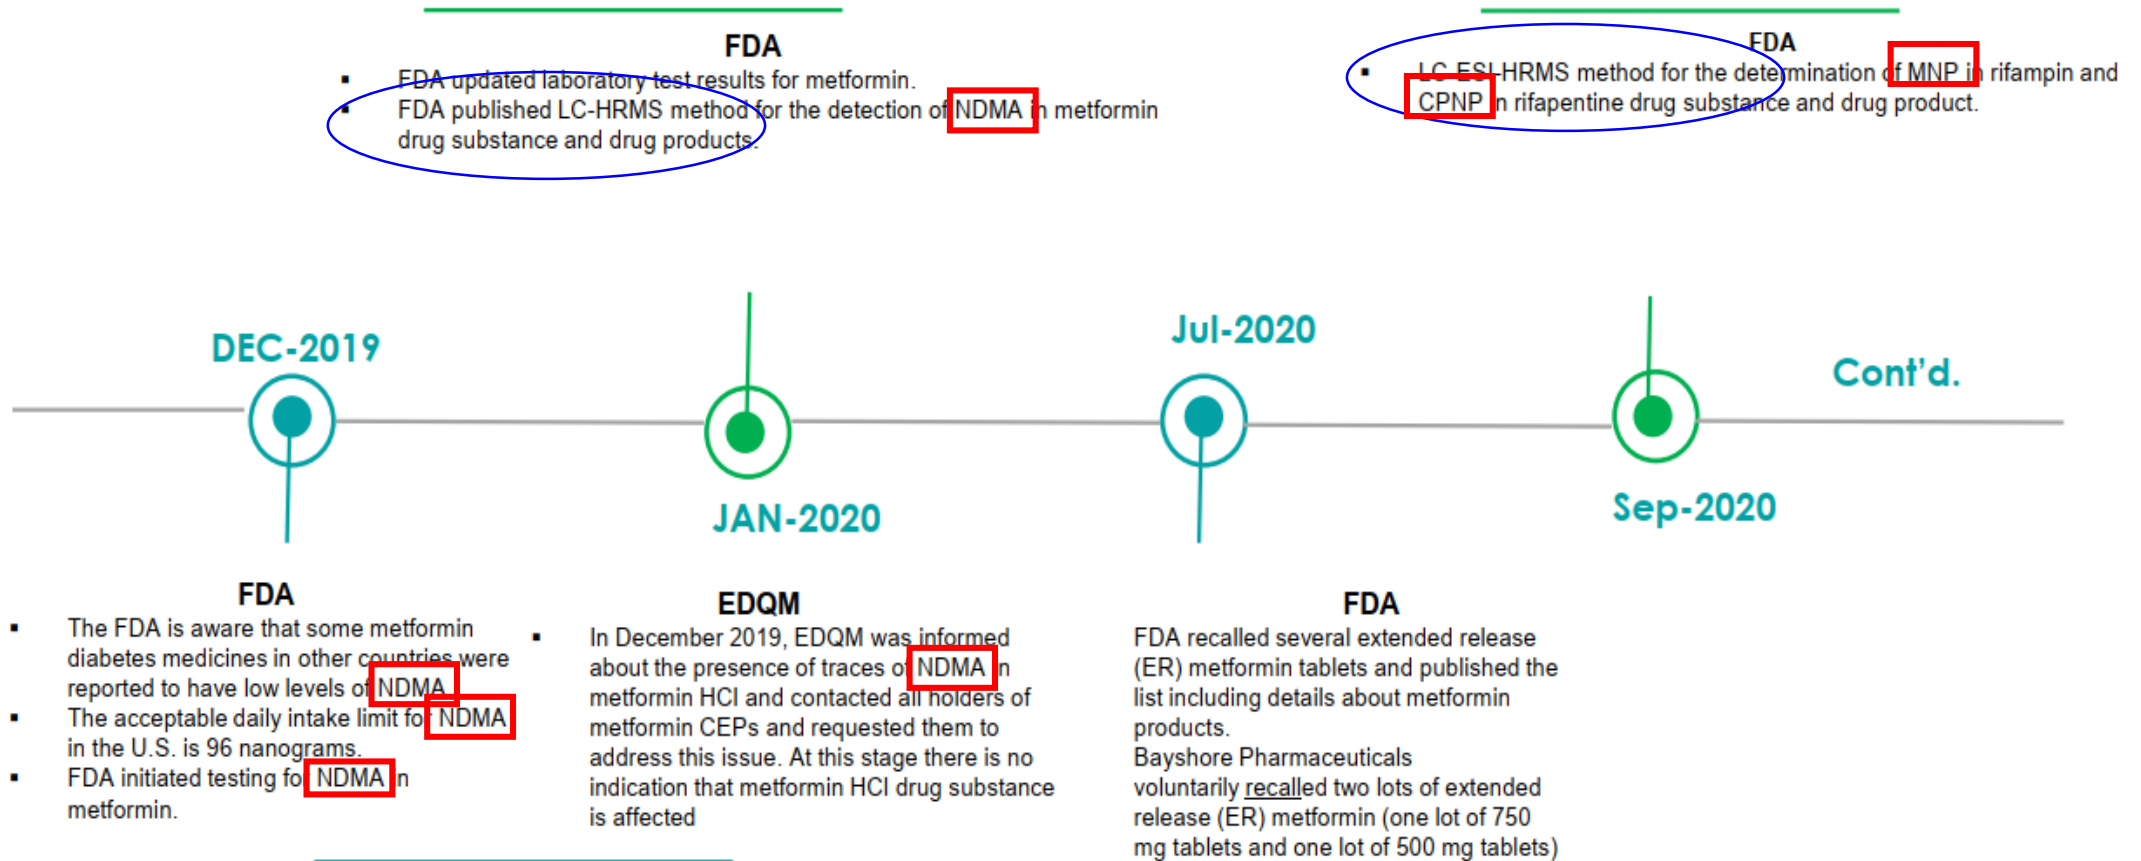 FDA
▪ FDA updated laboratory test results for metformin.
▪ FDA published LC-HRMS method for the detection of NDMA in metformin
drug substance and drug products.
FDA
▪ LC-ESI-HRMS method for the determination of MNP in rifampin and
CPNP in rifapentine drug substance and drug product.
DEC-2019
JAN-2020
Jul-2020
Sep-2020
Cont’d.
FDA
▪ The FDA is aware that some metformin
diabetes medicines in other countries were
reported to have low levels of NDMA
▪ The acceptable daily intake limit for NDMA
in the U.S. is 96 nanograms.
▪ FDA initiated testing for NDMA in
metformin.
EDQM
▪ In December 2019, EDQM was informed
about the presence of traces of NDMA in
metformin HCl and contacted all holders of
metformin CEPs and requested them to
address this issue. At this stage there is no
indication that metformin HCl drug substance
is affected
FDA
FDA recalled several extended release
(ER) metformin tablets and published the
list including details about metformin
products.
Bayshore Pharmaceuticals
voluntarily recalled two lots of extended
release (ER) metformin (one lot of 750
mg tablets and one lot of 500 mg tablets)